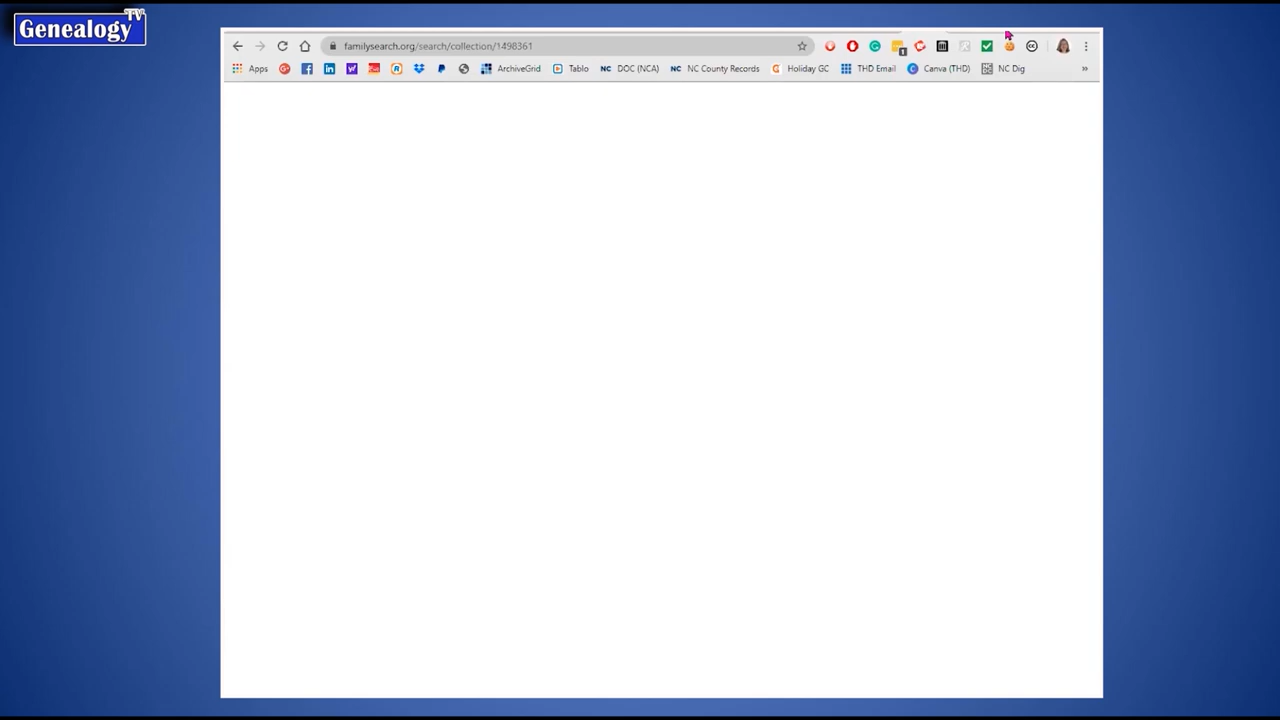 Genealogy TV
familysearch.org/search/collection/1498361
Apps ArchiveGrid Tablo NC DOC (NCA) NC NC County Records Holiday GC THD Email Canva (THD) NC Dig »